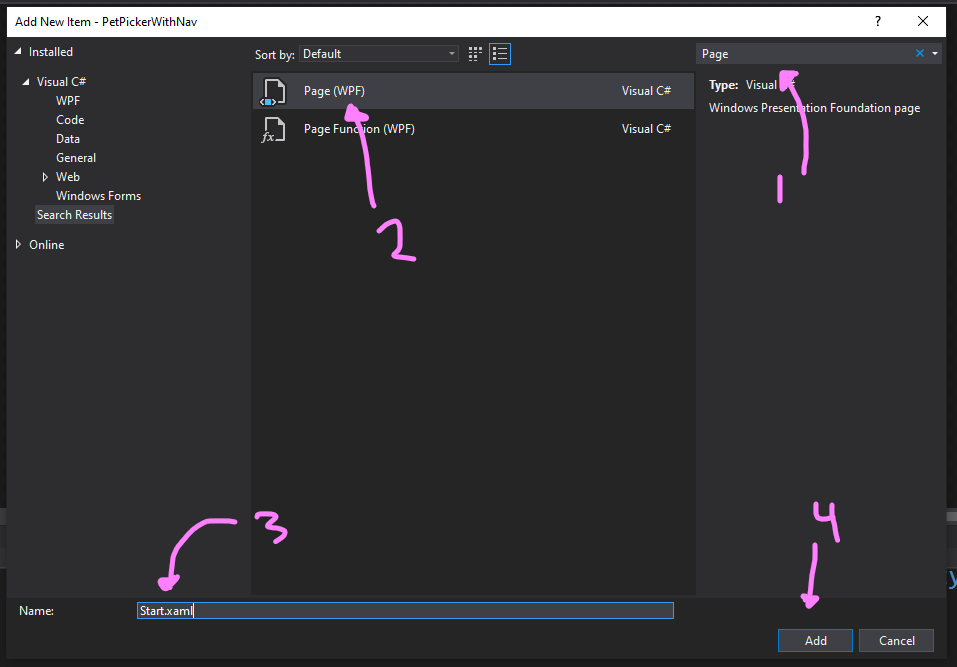 Add New Item - PetPickerWithNav
?
Installed
Sort by: Default
Page
Visual C#
WPF
Code
Data
General
Web
Windows Forms
Search Results
Online
Page (WPF)
Visual C#
Page Function (WPF)
Visual C#
Type: Visual C#
Windows Presentation Foundation page
1
2
3
4
Name:
Start.xaml
Add
Cancel